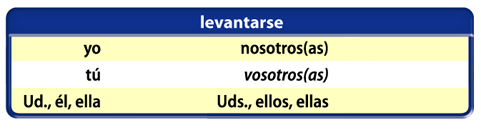 levantarse
yo nosotros(as)
tú vosotros(as)
Ud., él, ella Uds., ellos, ellas